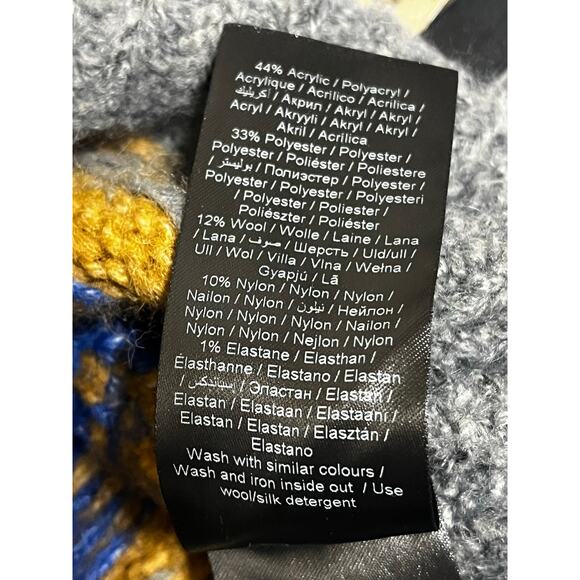 44% Acrylic / Polyacryl /
Acrylique / Acrilico / Acrilica /
أكريليك / Акрил / Akryl / Akryl /
Acryl / Akryyli / Akryl / Akryl /
Akril / Acrílica
33% Polyester / Polyester /
Polyester / Poliéster / Poliestere
/ بوليستر / Полиэстер / Polyester /
Polyester / Polyester / Polyesteri
/ Polyester / Poliester /
Poliészter / Poliéster
12% Wool / Wolle / Laine / Lana
/ Lana / صوف / Шерсть / Uld/ull /
Ull / Wol / Villa / Vlna / Wełna /
Gyapjú / Lã
10% Nylon / Nylon / Nylon /
Nailon / Nylon / نيلون / Нейлон /
Nylon / Nylon / Nylon / Nailon /
Nylon / Nylon / Nejlon / Nylon
1% Elastane / Elasthan /
Élasthanne / Elastano / Elastan
/ إسباندكس / Эластан / Elastan /
Elastan / Elastaan / Elastaani /
Elastan / Elastan / Elasztán /
Elastano
Wash with similar colours /
Wash and iron inside out / Use
wool/silk detergent